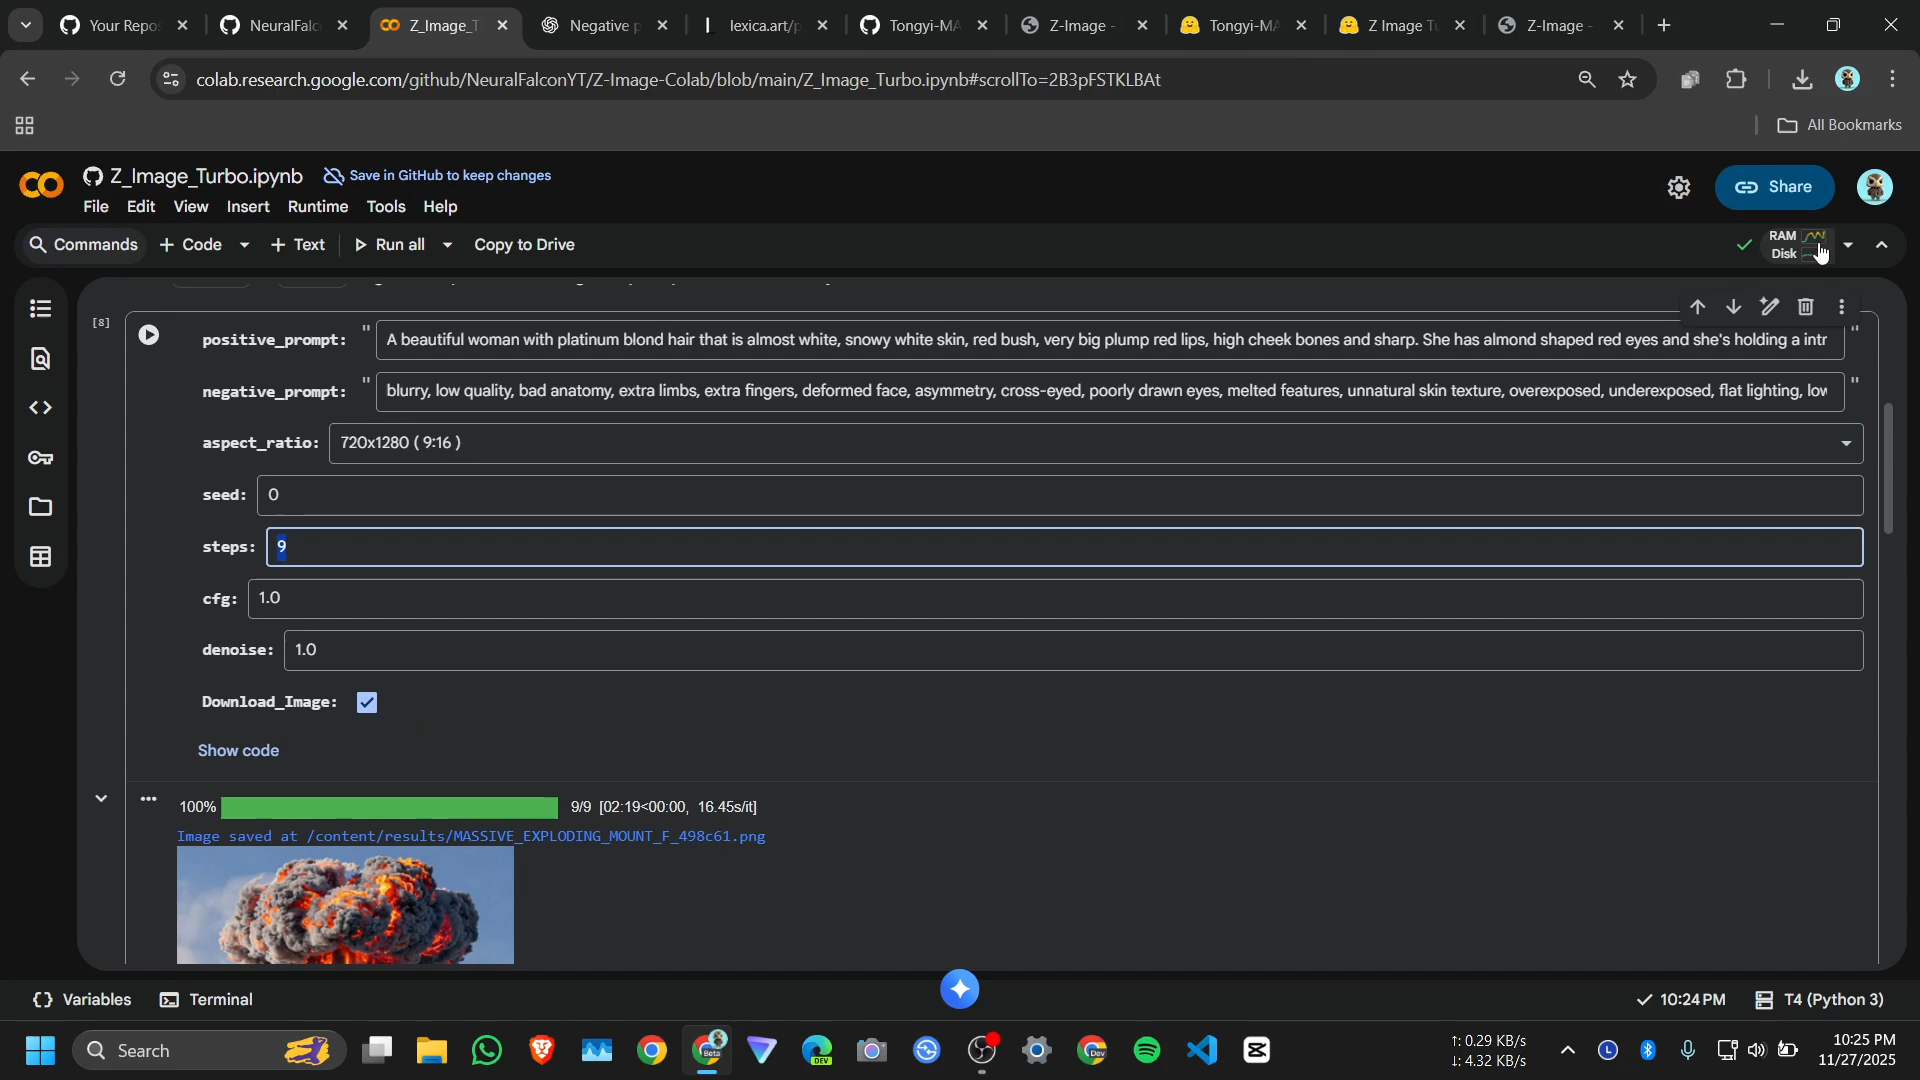 Your Repo
NeuralFalc
Z_Image_T
Negative p
lexica.art/p
Tongyi-MA
Z-Image -
Tongyi-MA
Z Image Tu
Z-Image -
colab.research.google.com/github/NeuralFalconYT/Z-Image-Colab/blob/main/Z_Image_Turbo.ipynb#scrollTo=2B3pFSTKLBAt
All Bookmarks
Z_Image_Turbo.ipynb
Save in GitHub to keep changes
Share
File Edit View Insert Runtime Tools Help
Commands + Code + Text Run all Copy to Drive
RAM
Disk
[8]
positive_prompt: " A beautiful woman with platinum blond hair that is almost white, snowy white skin, red bush, very big plump red lips, high cheek bones and sharp. She has almond shaped red eyes and she's holding a intr "
negative_prompt: " blurry, low quality, bad anatomy, extra limbs, extra fingers, deformed face, asymmetry, cross-eyed, poorly drawn eyes, melted features, unnatural skin texture, overexposed, underexposed, flat lighting, low "
aspect_ratio: 720x1280 ( 9:16 )
seed: 0
steps: 9
cfg: 1.0
denoise: 1.0
Download_Image:
Show code
100% 9/9 [02:19<00:00, 16.45s/it]
Image saved at /content/results/MASSIVE_EXPLODING_MOUNT_F_498c61.png
Variables Terminal
10:24 PM T4 (Python 3)
Search
Beta
DEV
Dev
↑: 0.29 KB/s
↓: 4.32 KB/s
10:25 PM
11/27/2025